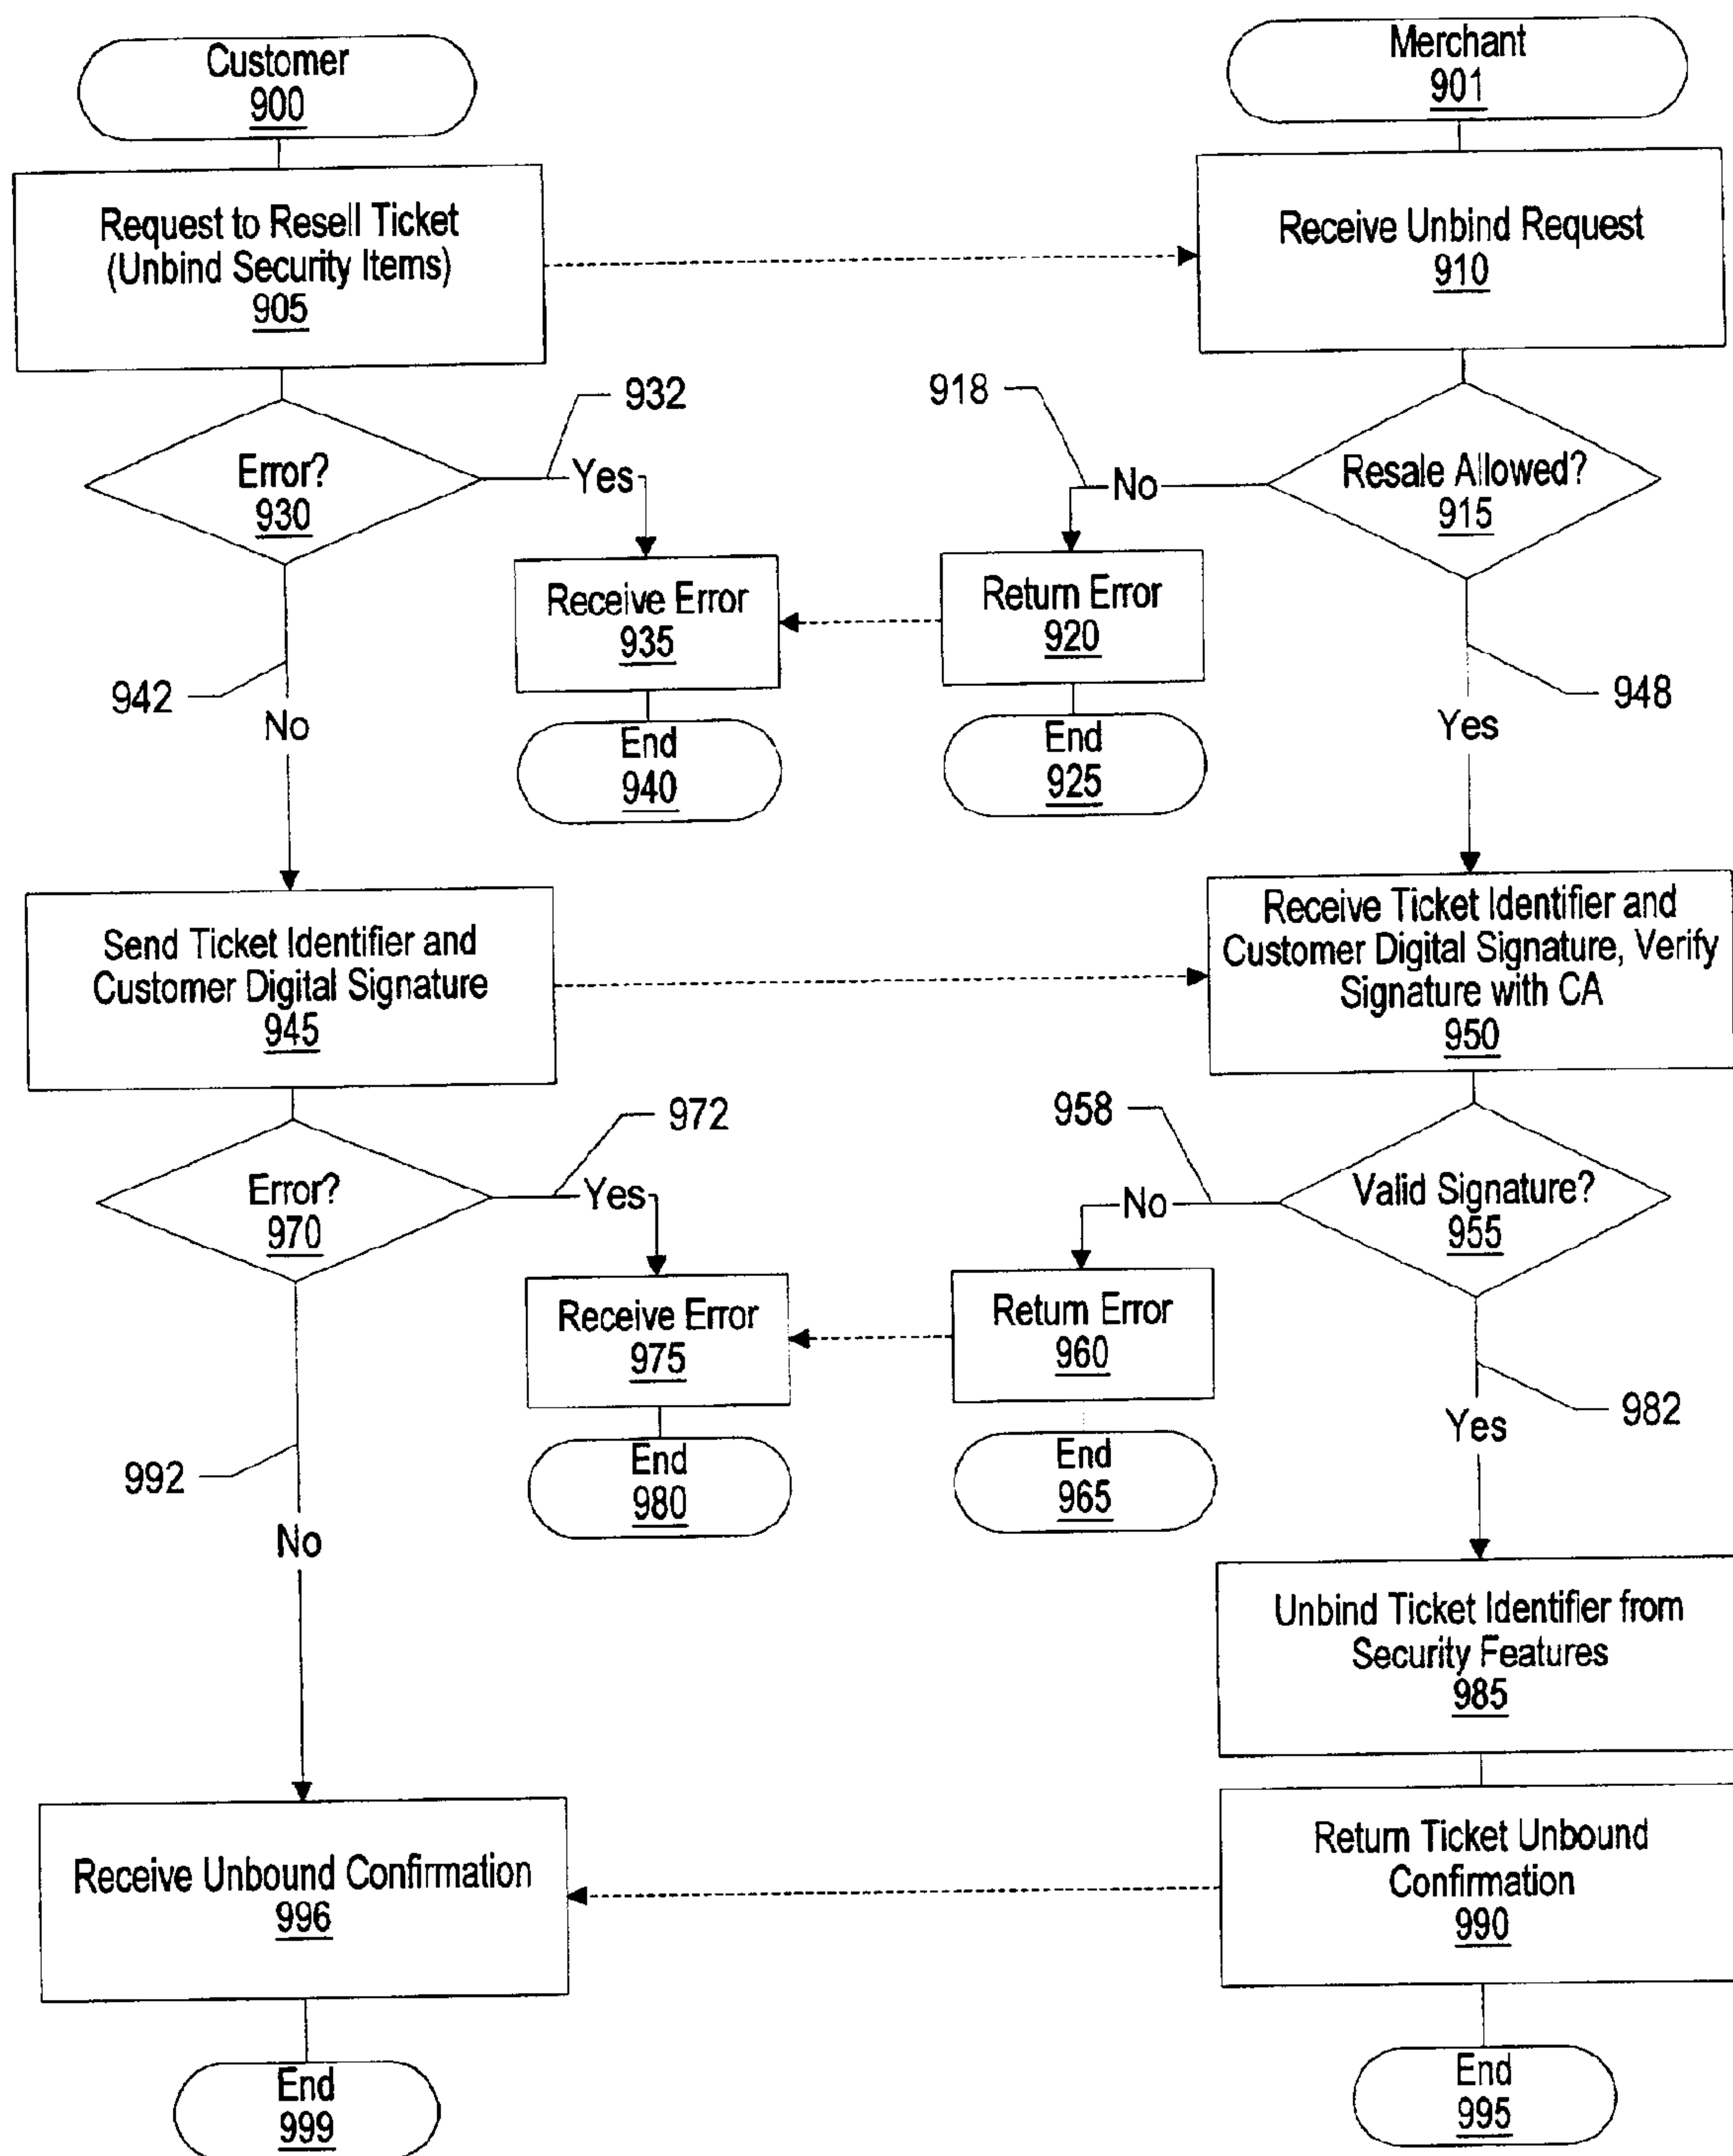 Customer
900
Merchant
901
Request to Resell Ticket
(Unbind Security Items)
905
Receive Unbind Request
910
932
918
Error?
930
Yes
No
Resale Allowed?
915
Receive Error
935
Return Error
920
942
No
948
Yes
End
940
End
925
Send Ticket Identifier and
Customer Digital Signature
945
Receive Ticket Identifier and
Customer Digital Signature, Verify
Signature with CA
950
972
958
Error?
970
Yes
No
Valid Signature?
955
Receive Error
975
Return Error
960
982
Yes
992
No
End
980
End
965
Unbind Ticket Identifier from
Security Features
985
Receive Unbound Confirmation
996
Return Ticket Unbound
Confirmation
990
End
999
End
995